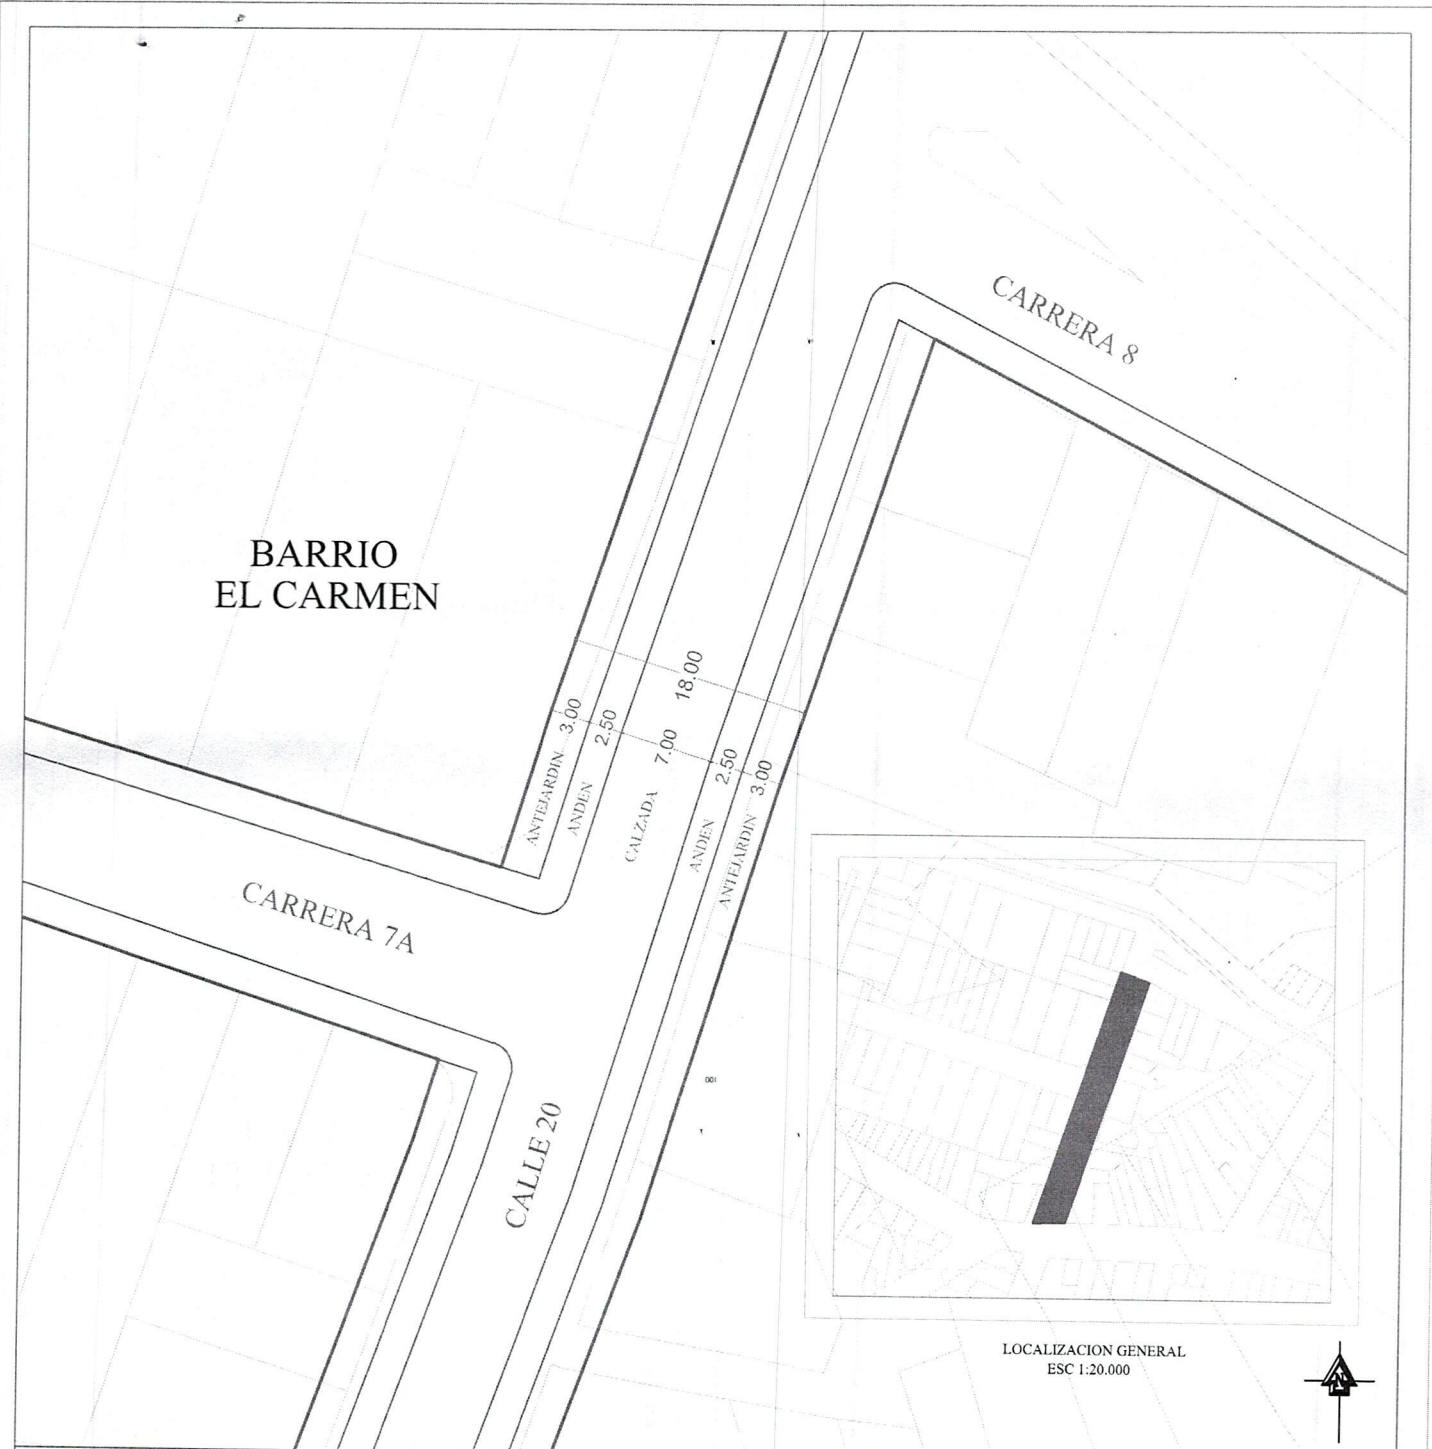 CARRERA 8
BARRIO
EL CARMEN
18.00
3.00
2.50
7.00
2.50
3.00
ANTEJARDIN
ANDEN
CALZADA
ANDEN
ANTEJARDIN
CARRERA 7A
CALLE 20
LOCALIZACION GENERAL
ESC 1:20.000
N